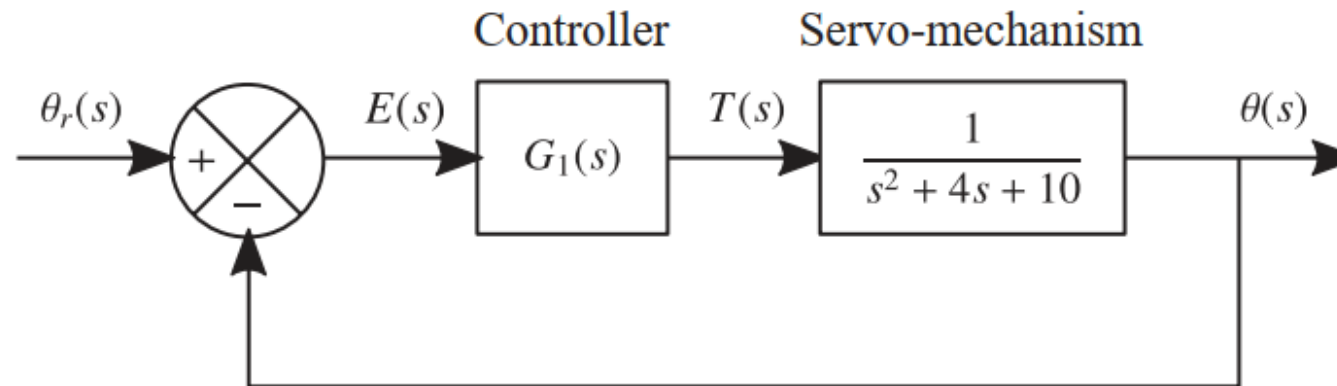 Controller
Servo-mechanism
θr(s)
+
−
E(s)
G1(s)
T(s)
1
s² + 4s + 10
θ(s)